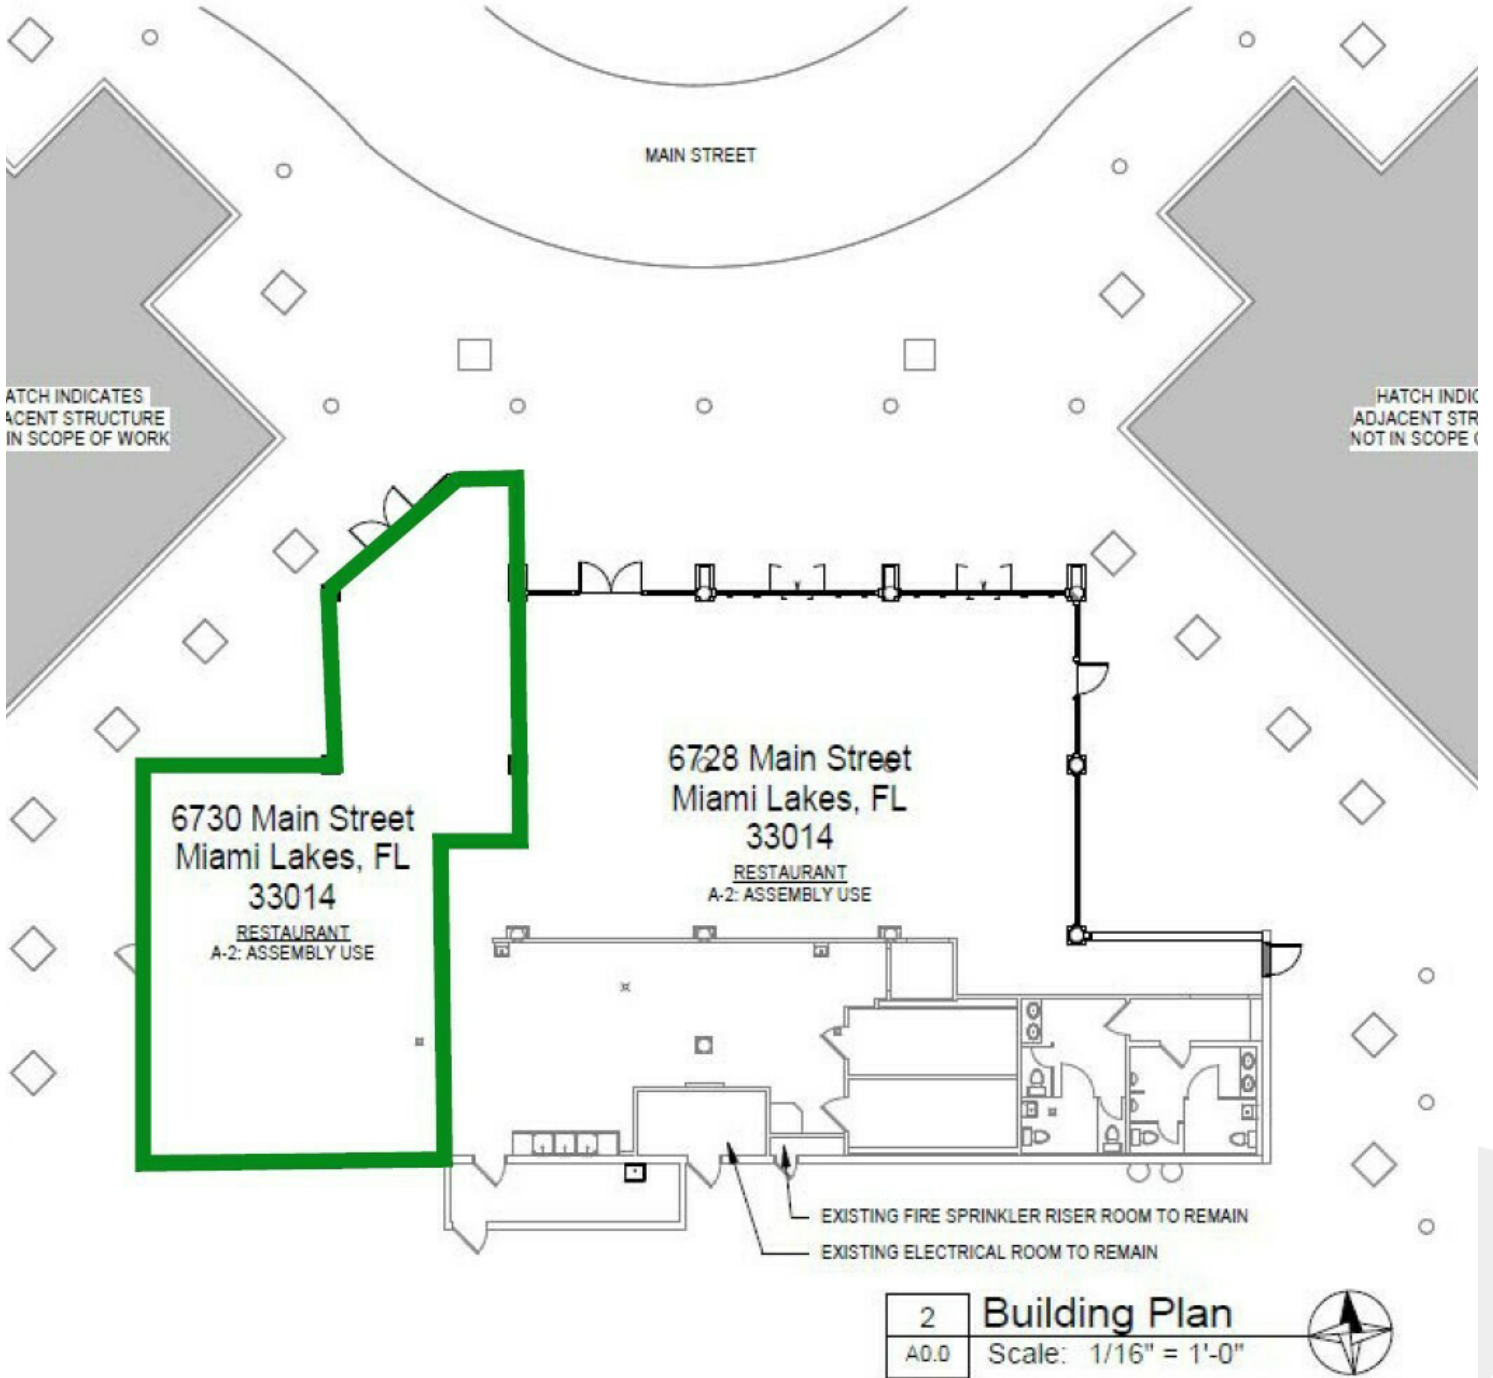 MAIN STREET
ATCH INDICATES
ACENT STRUCTURE
IN SCOPE OF WORK
HATCH INDIC
ADJACENT STR
NOT IN SCOPE
6730 Main Street
Miami Lakes, FL
33014
RESTAURANT
A-2: ASSEMBLY USE
6728 Main Street
Miami Lakes, FL
33014
RESTAURANT
A-2: ASSEMBLY USE
EXISTING FIRE SPRINKLER RISER ROOM TO REMAIN
EXISTING ELECTRICAL ROOM TO REMAIN
2
A0.0
Building Plan
Scale: 1/16" = 1'-0"